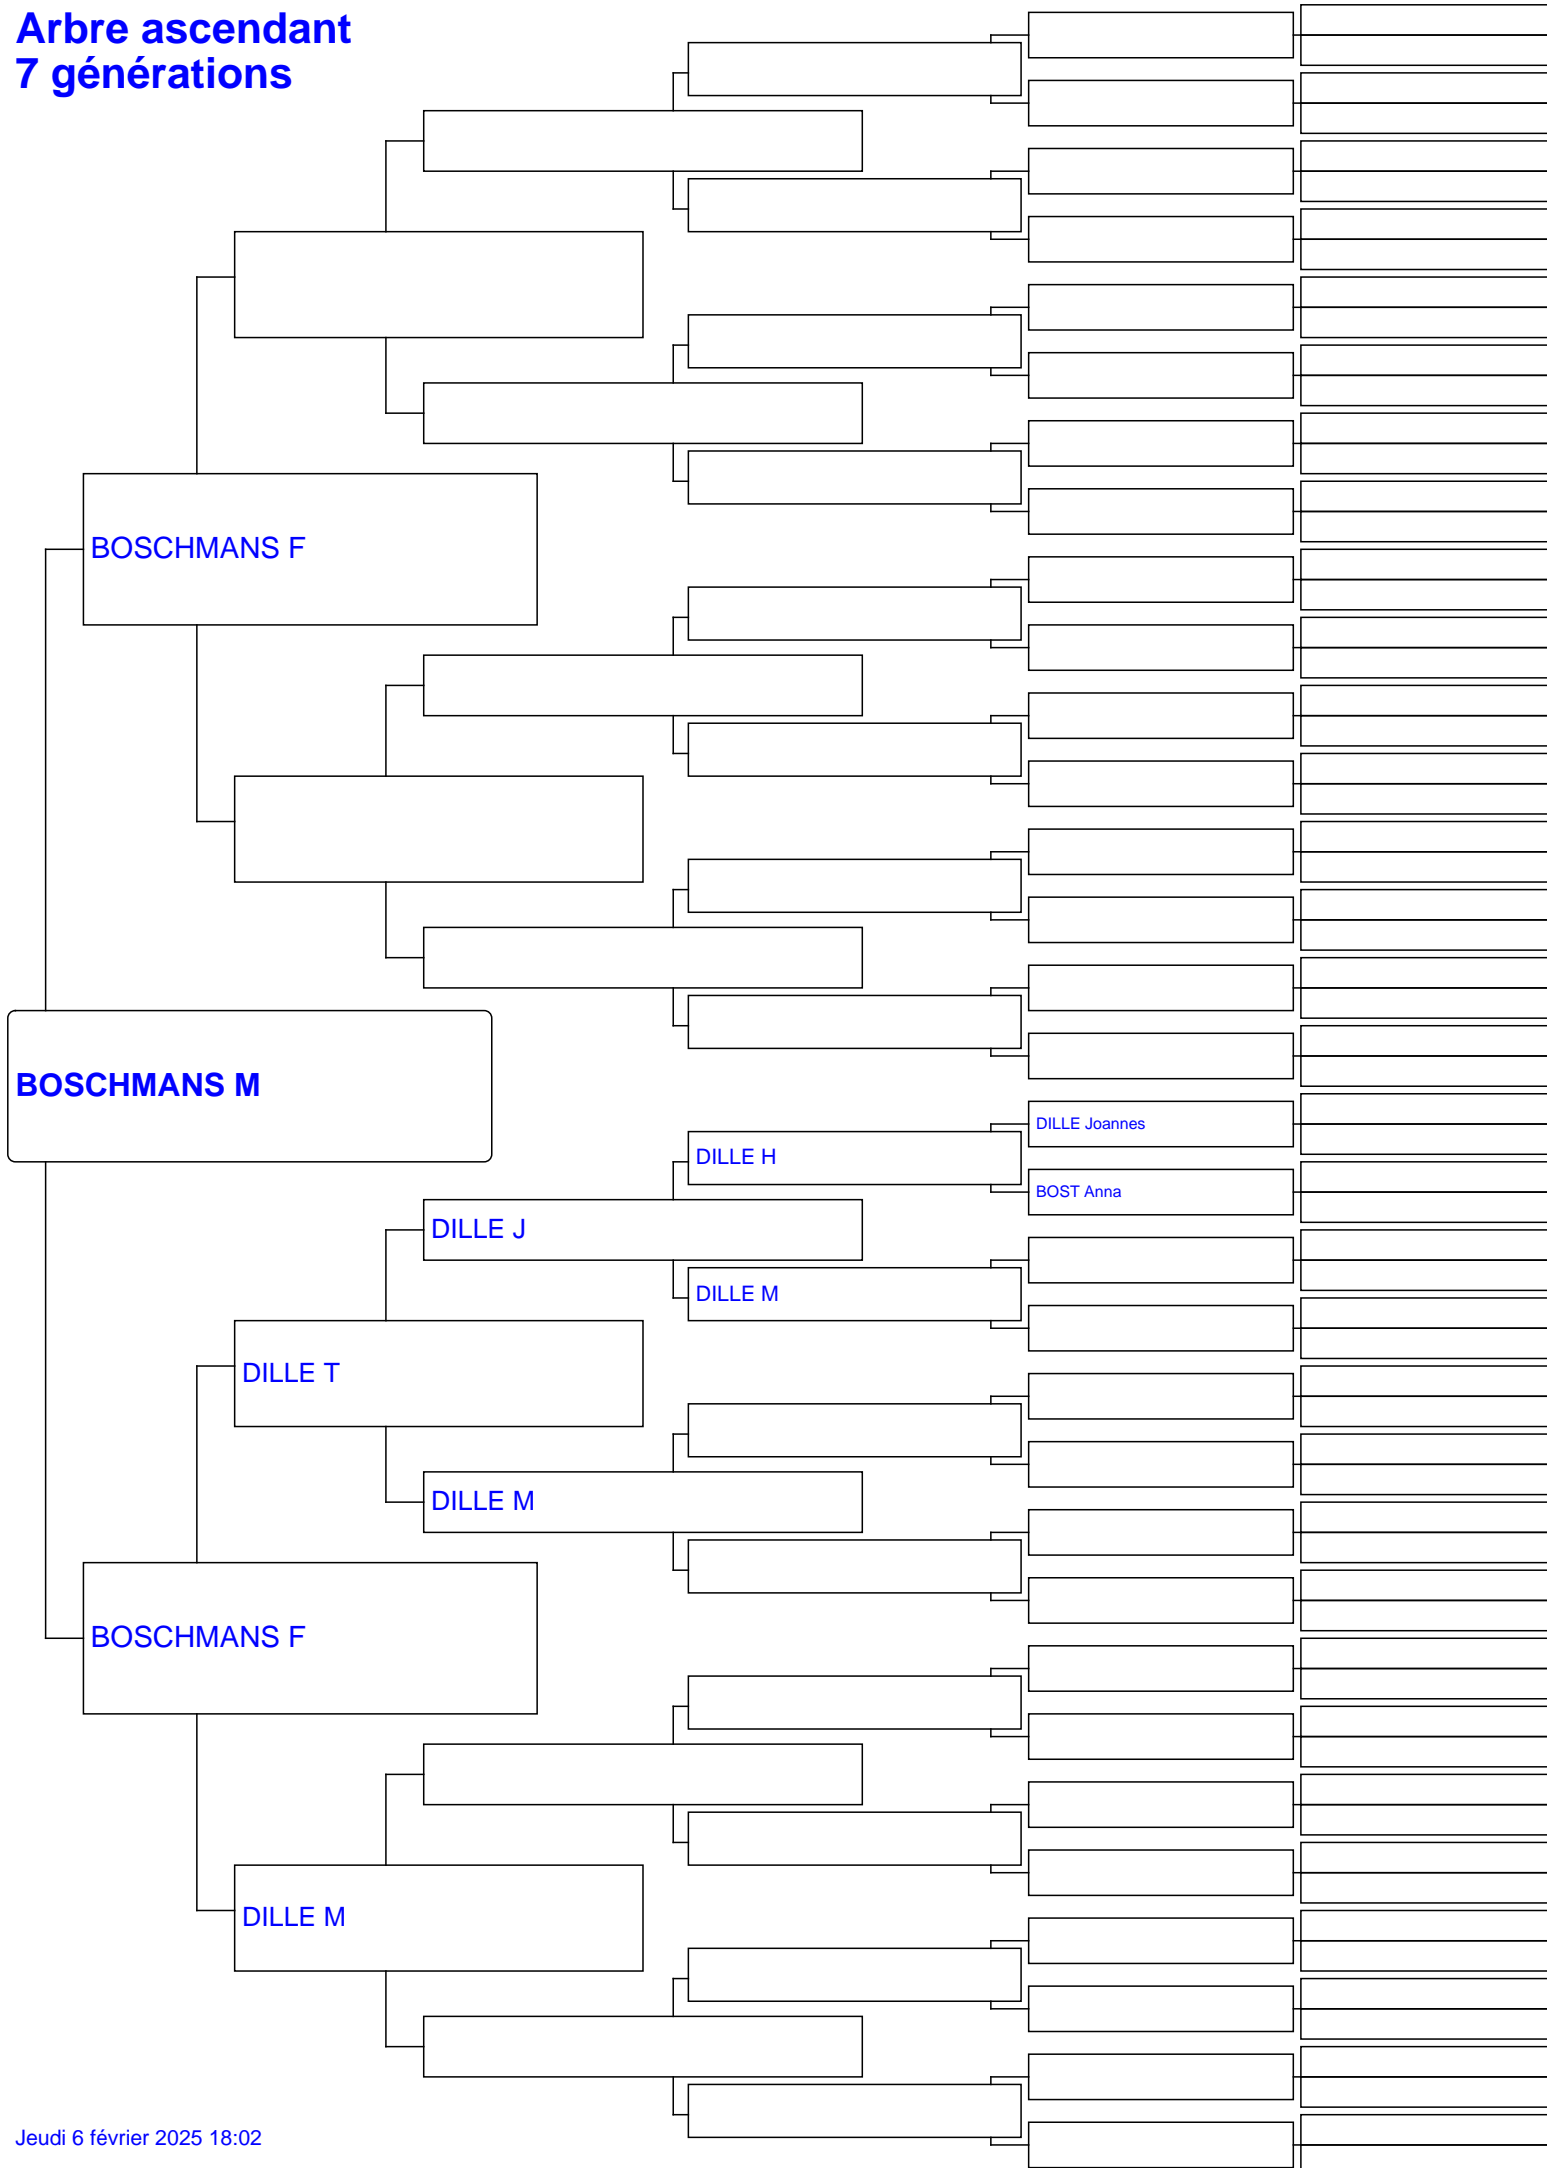 Arbre ascendant
7 générations
BOSCHMANS F
BOSCHMANS M
DILLE Joannes
DILLE H
BOST Anna
DILLE J
DILLE M
DILLE T
DILLE M
BOSCHMANS F
DILLE M
Jeudi 6 février 2025 18:02